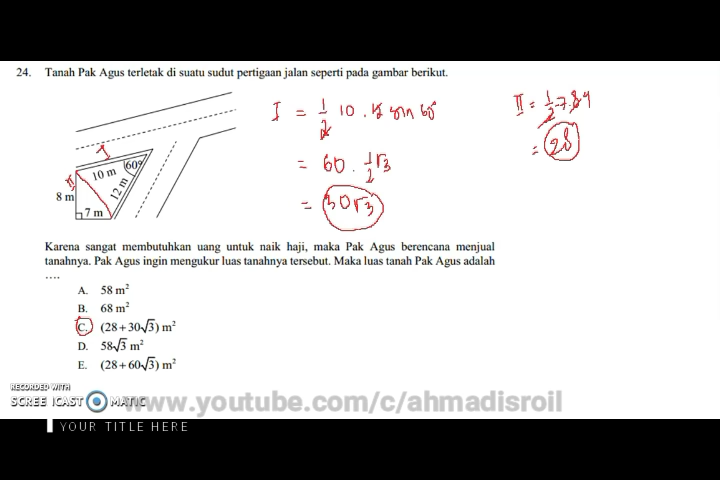 24. Tanah Pak Agus terletak di suatu sudut pertigaan jalan seperti pada gambar berikut.
I
II
10 m
60°
12 m
8 m
7 m
I = 1/2 10 . 12 sin 60°
= 60 . 1/2 √3
= 30√3
II = 1/2 . 7 . 8 4
= 28
Karena sangat membutuhkan uang untuk naik haji, maka Pak Agus berencana menjual
tanahnya. Pak Agus ingin mengukur luas tanahnya tersebut. Maka luas tanah Pak Agus adalah
....
A. 58 m²
B. 68 m²
C. (28 + 30√3) m²
D. 58√3 m²
E. (28 + 60√3) m²
RECORDED WITH
SCREENCAST MATIC
www.youtube.com/c/ahmadisroil
YOUR TITLE HERE